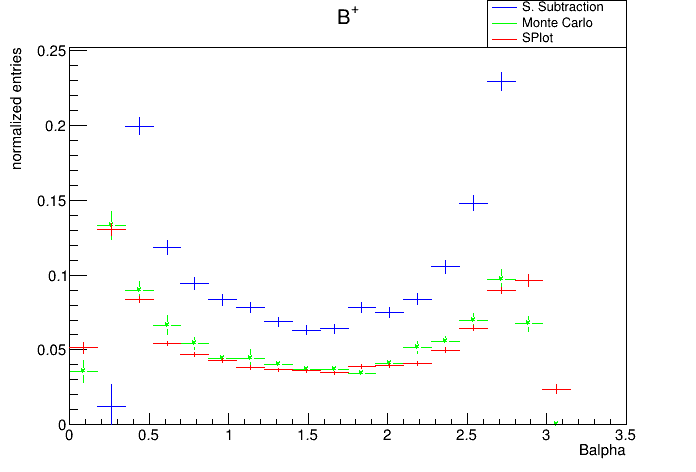 B+
S. Subtraction
Monte Carlo
SPlot
normalized entries
0.25
0.2
0.15
0.1
0.05
0
0 0.5 1 1.5 2 2.5 3 3.5
Balpha